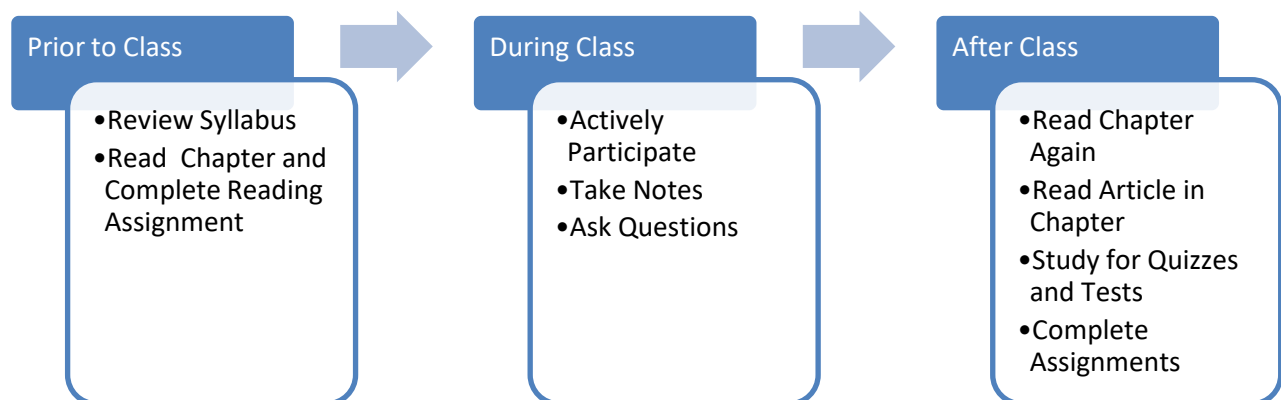 Prior to Class
•Review Syllabus
•Read  Chapter and
Complete Reading
Assignment
During Class
•Actively
Participate
•Take Notes
•Ask Questions
After Class
•Read Chapter
Again
•Read Article in
Chapter
•Study for Quizzes
and Tests
•Complete
Assignments